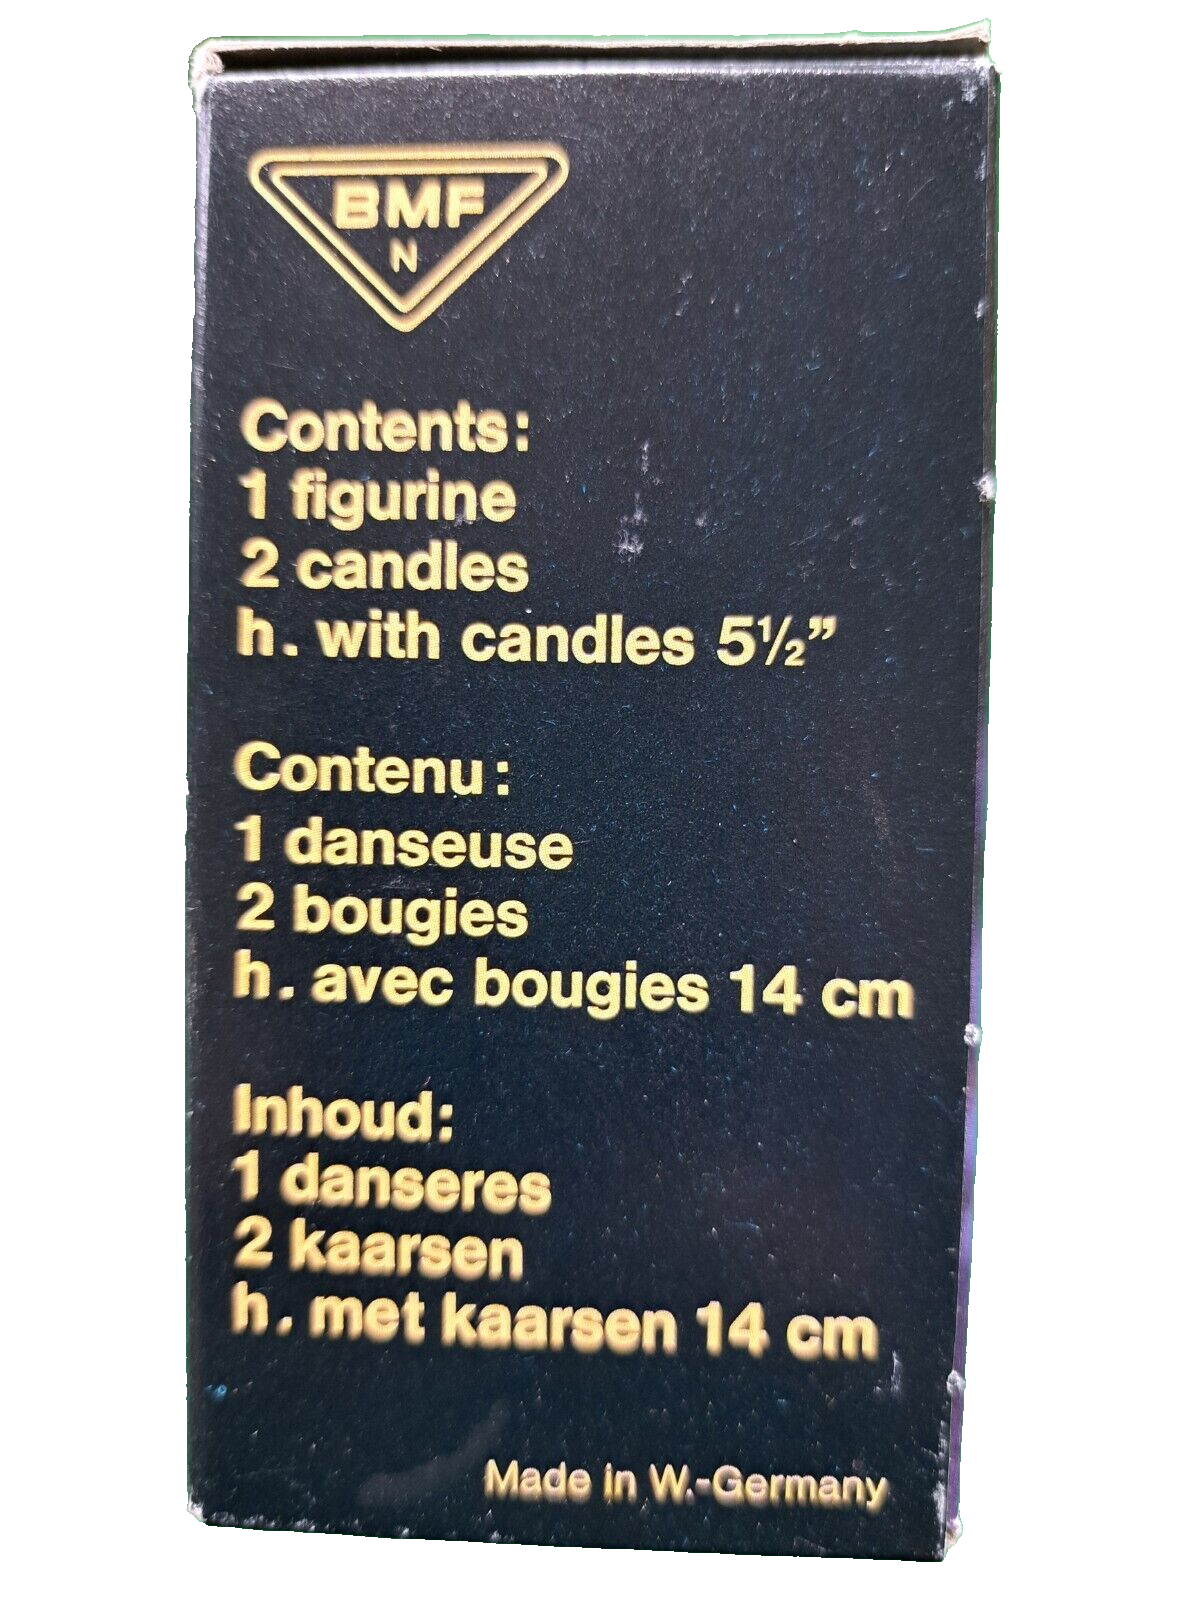 BMF
N
Contents:
1 figurine
2 candles
h. with candles 5½”
Contenu:
1 danseuse
2 bougies
h. avec bougies 14 cm
Inhoud:
1 danseres
2 kaarsen
h. met kaarsen 14 cm
Made in W.-Germany